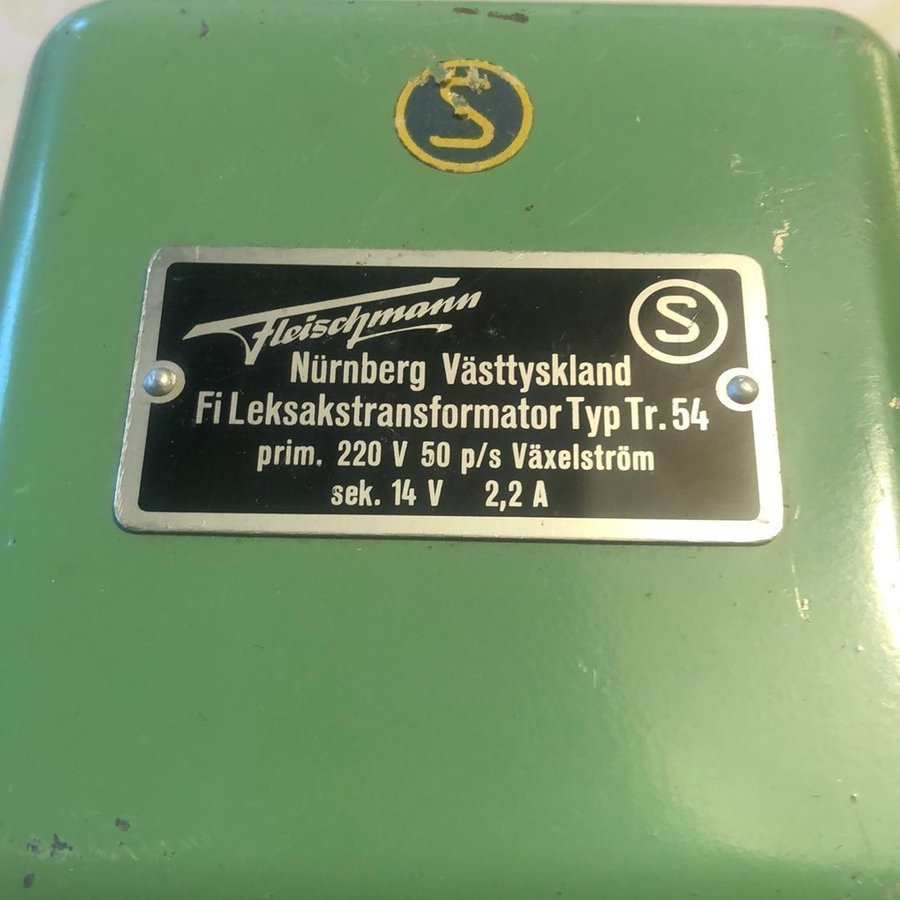 S
Fleischmann
S
Nürnberg Västtyskland
Fi Leksakstransformator Typ Tr. 54
prim. 220 V 50 p/s Växelström
sek. 14 V 2,2 A